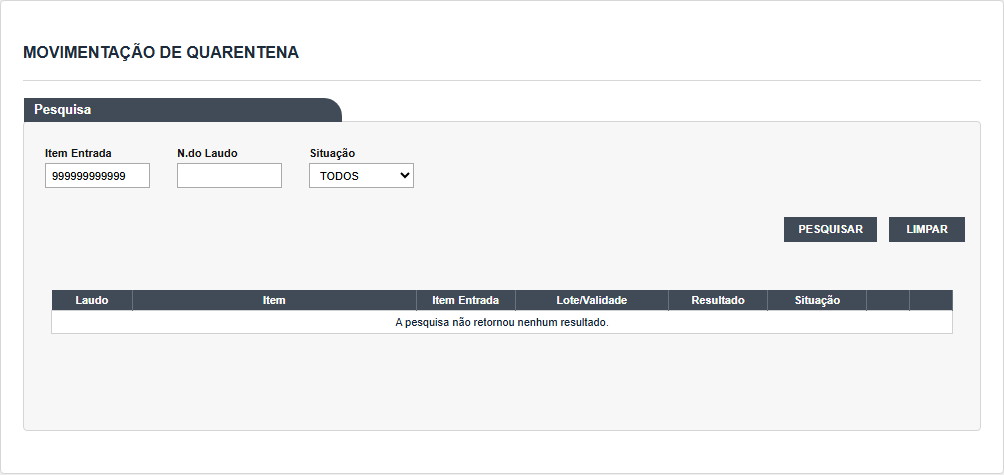 MOVIMENTAÇÃO DE QUARENTENA
Pesquisa
Item Entrada N.do Laudo Situação
999999999999 TODOS
PESQUISAR LIMPAR
Laudo Item Item Entrada Lote/Validade Resultado Situação
A pesquisa não retornou nenhum resultado.